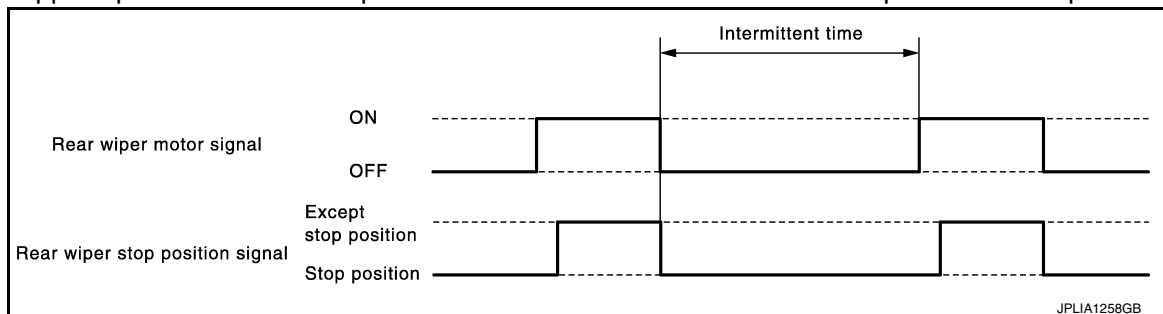 Intermittent time
ON
Rear wiper motor signal
OFF
Except
stop position
Rear wiper stop position signal
Stop position
JPLIA1258GB